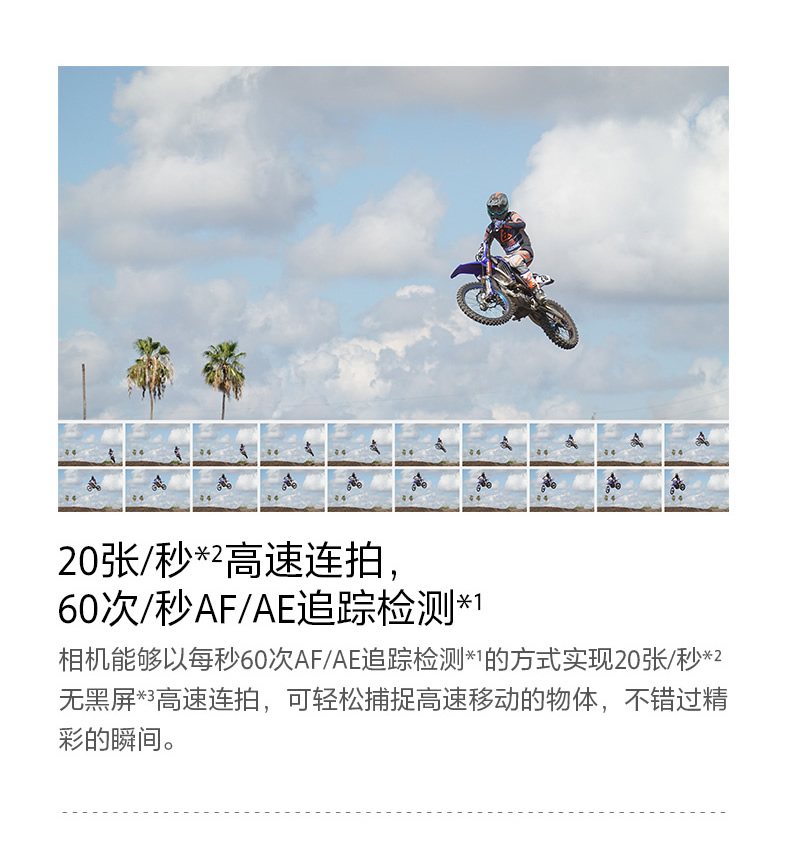 20张/秒*2高速连拍，
60次/秒AF/AE追踪检测*1
相机能够以每秒60次AF/AE追踪检测*1的方式实现20张/秒*2
无黑屏*3高速连拍，可轻松捕捉高速移动的物体，不错过精
彩的瞬间。